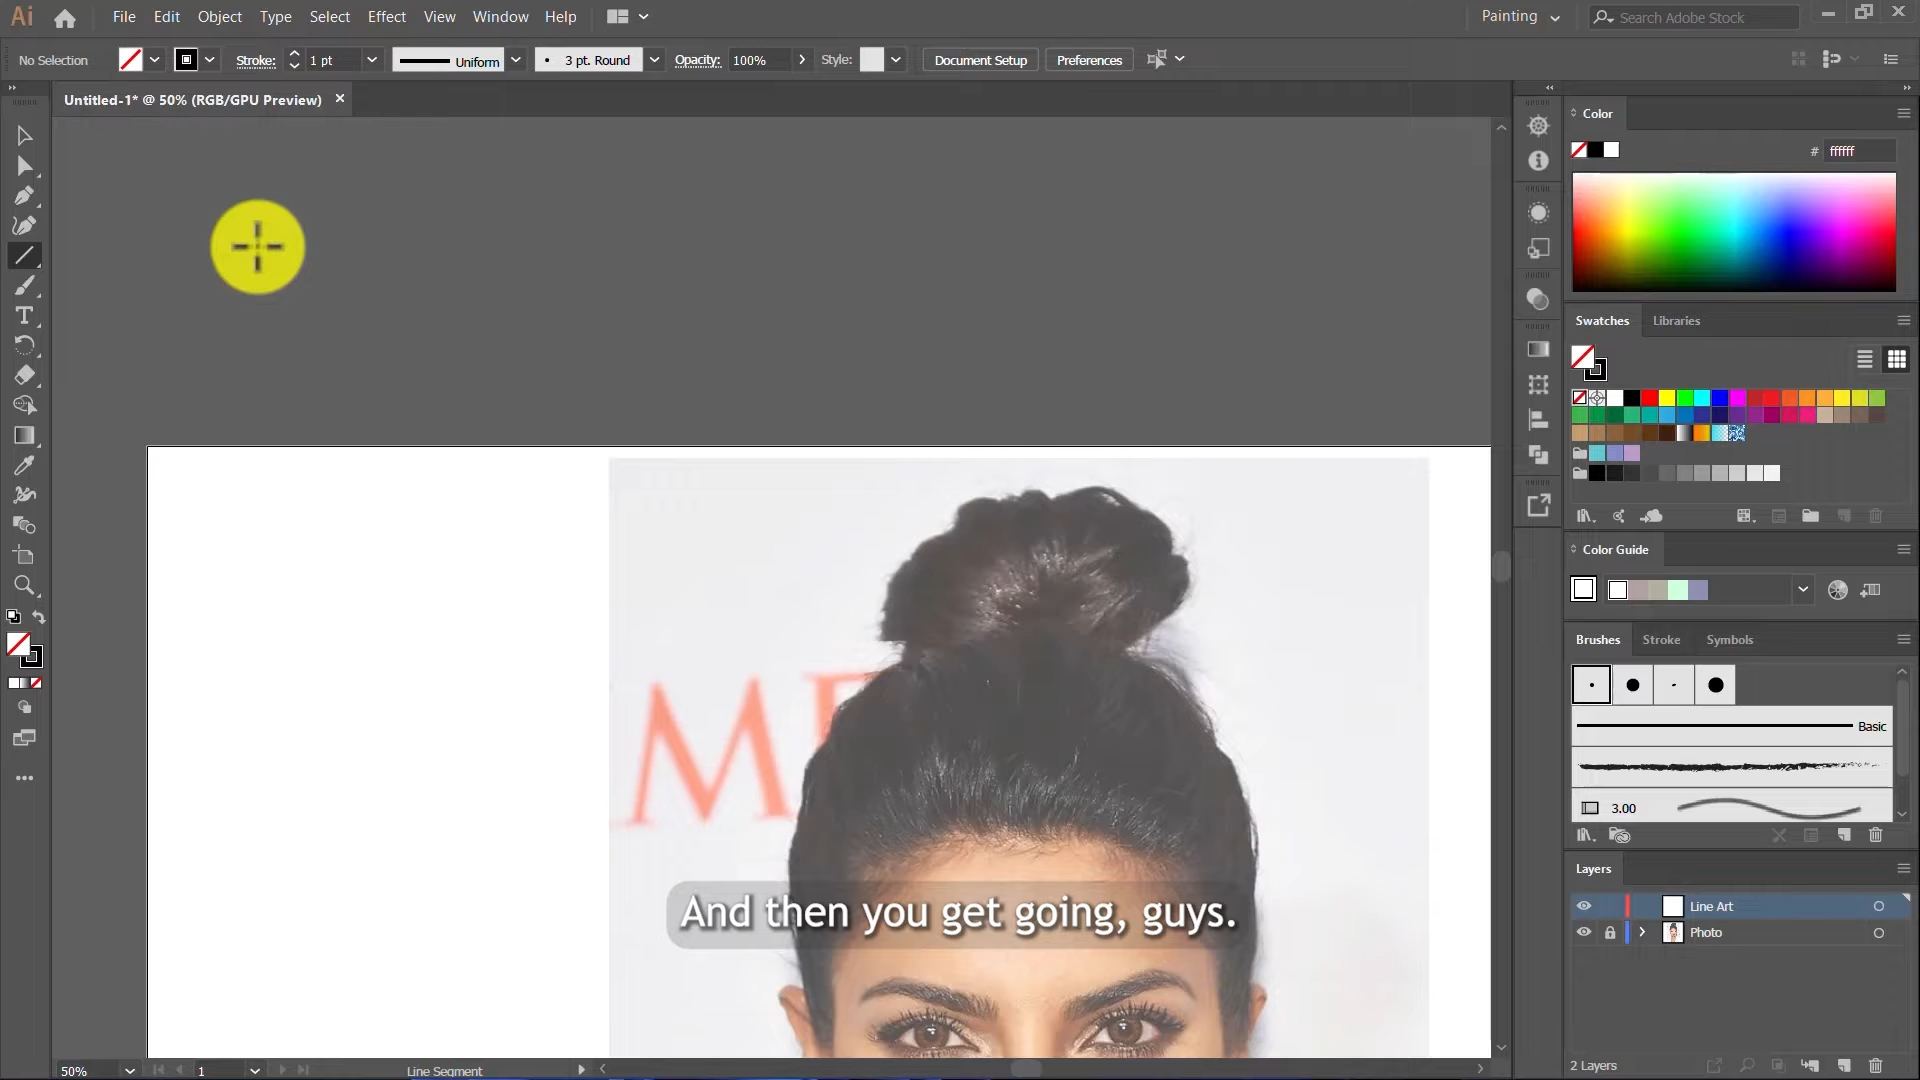 Ai File Edit Object Type Select Effect View Window Help Painting Search Adobe Stock
No Selection Stroke: 1 pt Uniform 3 pt. Round Opacity: 100% Style: Document Setup Preferences
Untitled-1* @ 50% (RGB/GPU Preview) ×
Color
# ffffff
Swatches Libraries
Color Guide
Brushes Stroke Symbols
Basic
3.00
ME
And then you get going, guys.
Layers
Line Art
Photo
50% 1 Line Segment
2 Layers